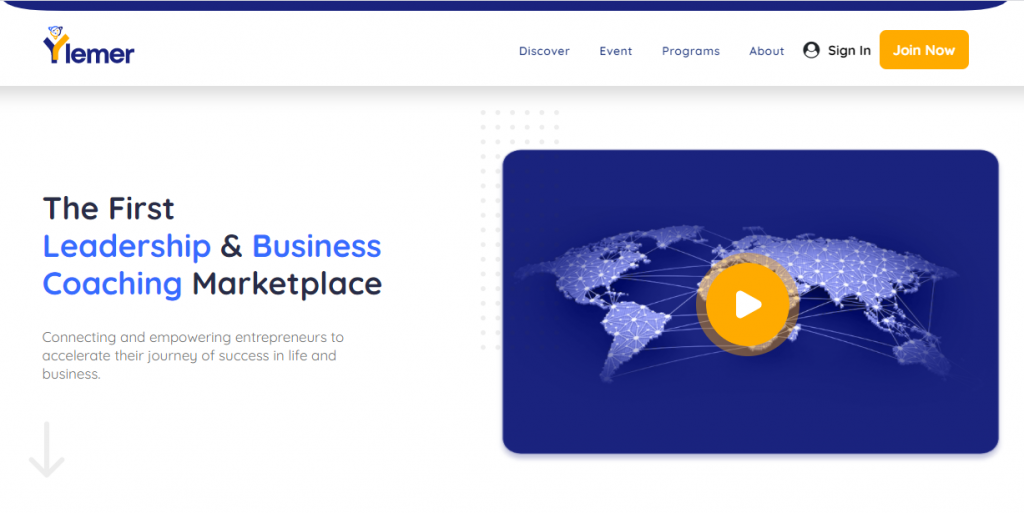 Ylemer
Discover Event Programs About Sign In Join Now
The First
Leadership & Business
Coaching Marketplace
Connecting and empowering entrepreneurs to
accelerate their journey of success in life and
business.